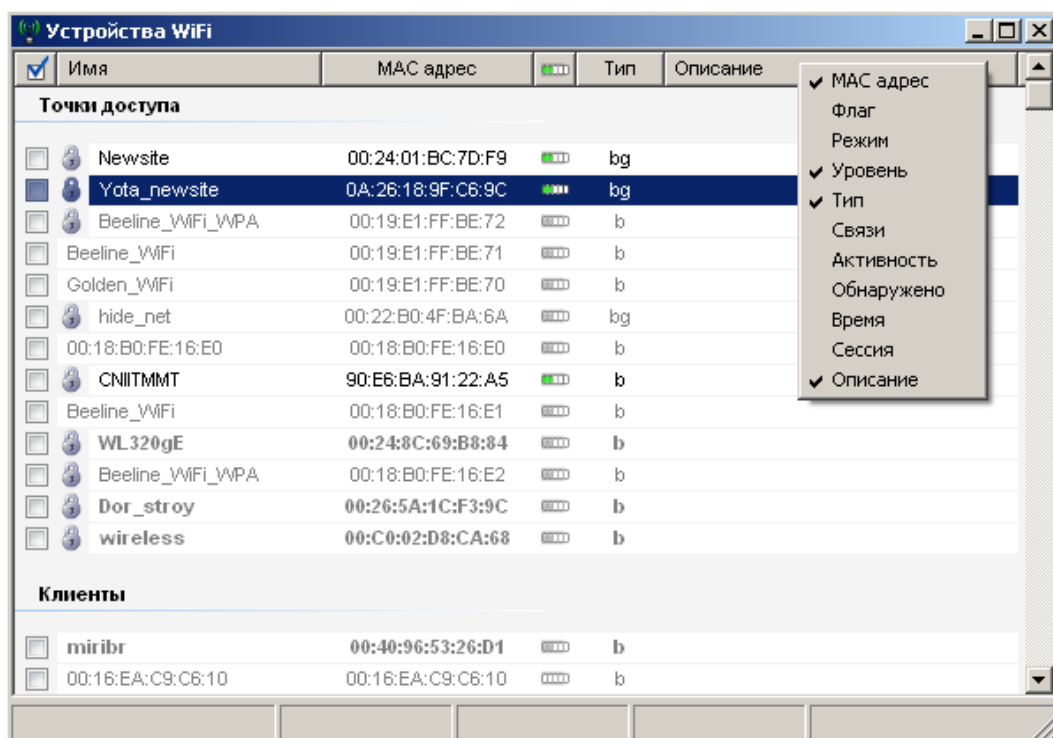 Устройства WiFi
Имя MAC адрес Тип Описание
Точки доступа
Newsite 00:24:01:BC:7D:F9 bg
Yota_newsite 0A:26:18:9F:C6:9C bg
Beeline_WiFi_WPA 00:19:E1:FF:BE:72 b
Beeline_WiFi 00:19:E1:FF:BE:71 b
Golden_WiFi 00:19:E1:FF:BE:70 b
hide_net 00:22:B0:4F:BA:6A bg
00:18:B0:FE:16:E0 00:18:B0:FE:16:E0 b
CNIITMMT 90:E6:BA:91:22:A5 b
Beeline_WiFi 00:18:B0:FE:16:E1 b
WL320gE 00:24:8C:69:B8:84 b
Beeline_WiFi_WPA 00:18:B0:FE:16:E2 b
Dor_stroy 00:26:5A:1C:F3:9C b
wireless 00:C0:02:D8:CA:68 b
Клиенты
miribr 00:40:96:53:26:D1 b
00:16:EA:C9:C6:10 00:16:EA:C9:C6:10 b
MAC адрес
Флаг
Режим
Уровень
Тип
Связи
Активность
Обнаружено
Время
Сессия
Описание